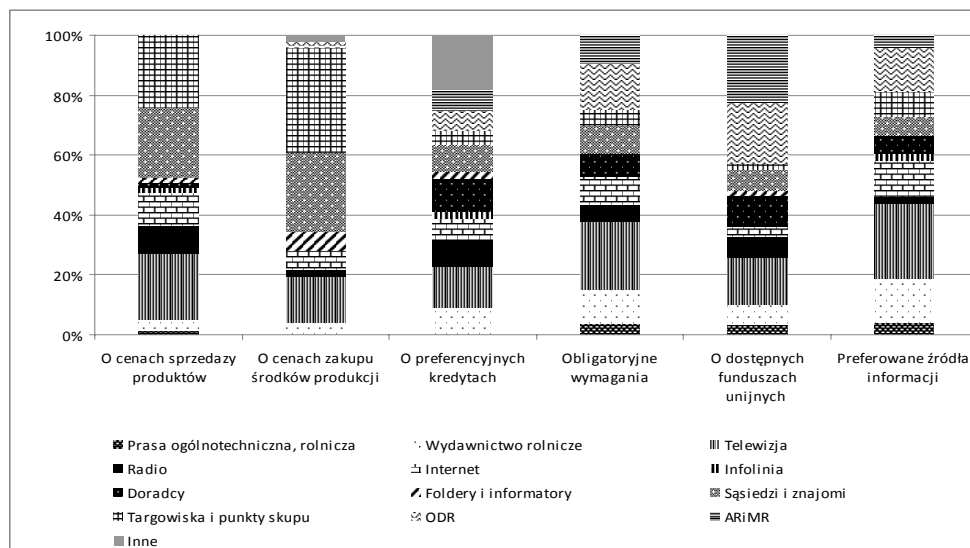 100%
80%
60%
40%
20%
0%
O cenach sprzedazy produktów
O cenach zakupu środków produkcji
O preferencyjnych kredytach
Obligatoryjne wymagania
O dostępnych funduszach unijnych
Preferowane źródła informacji
Prasa ogólnotechniczna, rolnicza
Wydawnictwo rolnicze
Telewizja
Radio
Internet
Infolinia
Doradcy
Foldery i informatory
Sąsiedzi i znajomi
Targowiska i punkty skupu
ODR
ARiMR
Inne